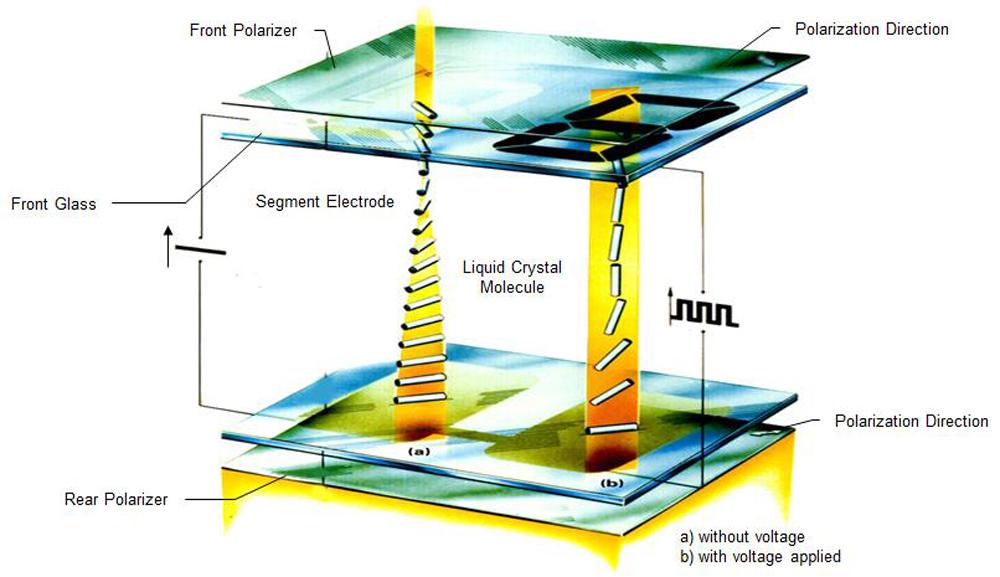 Front Polarizer
Polarization Direction
Front Glass
Segment Electrode
Liquid Crystal
Molecule
(a)
Polarization Direction
(b)
Rear Polarizer
a) without voltage
b) with voltage applied